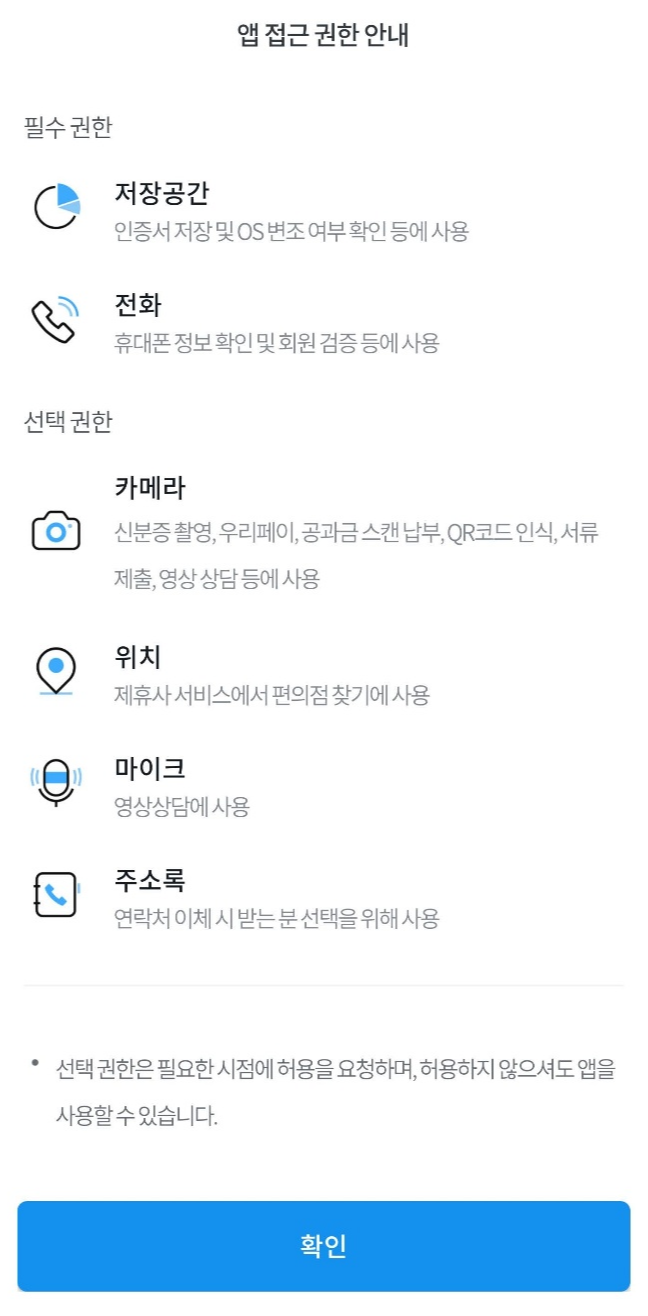 앱 접근 권한 안내
필수 권한
저장공간
인증서 저장 및 OS 변조 여부 확인 등에 사용
전화
휴대폰 정보 확인 및 회원 검증 등에 사용
선택 권한
카메라
신분증 촬영, 우리페이, 공과금 스캔 납부, QR코드 인식, 서류
제출, 영상 상담 등에 사용
위치
제휴사 서비스에서 편의점 찾기에 사용
마이크
영상상담에 사용
주소록
연락처 이체 시 받는 분 선택을 위해 사용
• 선택 권한은 필요한 시점에 허용을 요청하며, 허용하지 않으셔도 앱을
사용할 수 있습니다.
확인